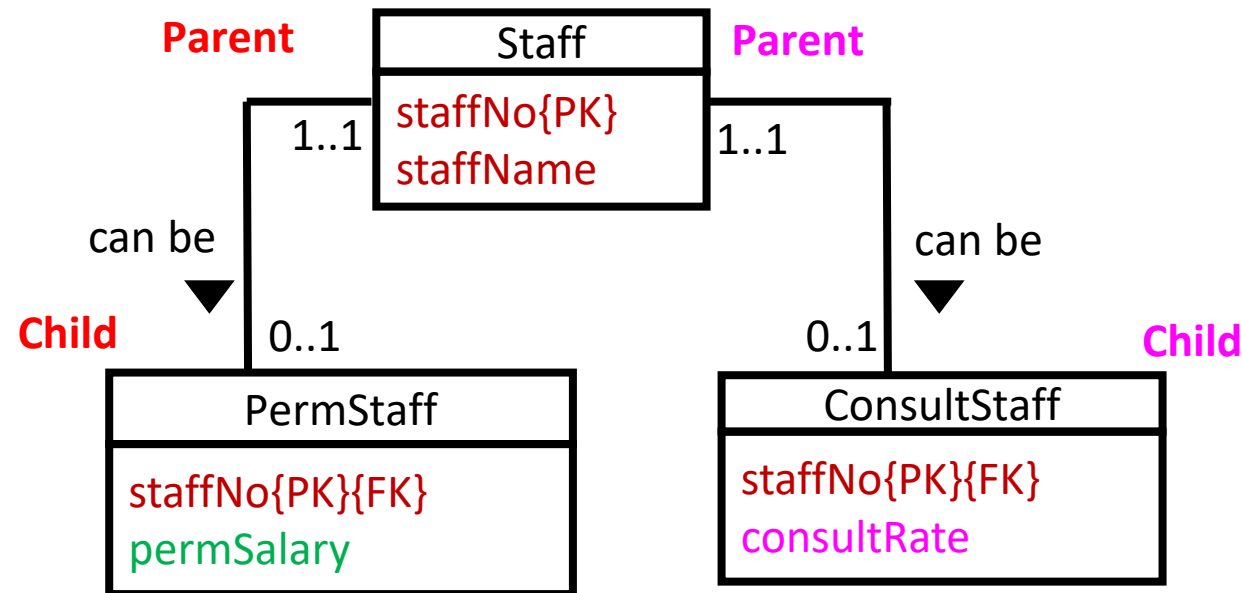 Parent
Staff
Parent
staffNo{PK}
staffName
1..1
1..1
can be
can be
Child
0..1
0..1
Child
PermStaff
staffNo{PK}{FK}
permSalary
ConsultStaff
staffNo{PK}{FK}
consultRate